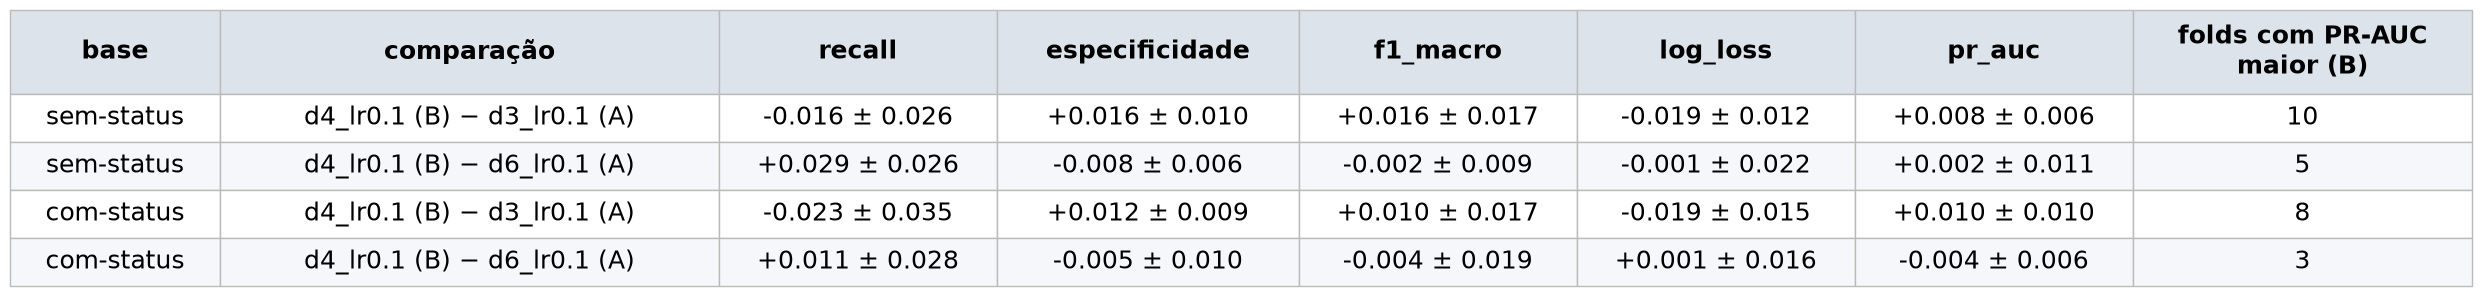 base comparação recall especificidade f1_macro log_loss pr_auc folds com PR-AUC
maior (B)
sem-status d4_lr0.1 (B) − d3_lr0.1 (A) -0.016 ± 0.026 +0.016 ± 0.010 +0.016 ± 0.017 -0.019 ± 0.012 +0.008 ± 0.006 10
sem-status d4_lr0.1 (B) − d6_lr0.1 (A) +0.029 ± 0.026 -0.008 ± 0.006 -0.002 ± 0.009 -0.001 ± 0.022 +0.002 ± 0.011 5
com-status d4_lr0.1 (B) − d3_lr0.1 (A) -0.023 ± 0.035 +0.012 ± 0.009 +0.010 ± 0.017 -0.019 ± 0.015 +0.010 ± 0.010 8
com-status d4_lr0.1 (B) − d6_lr0.1 (A) +0.011 ± 0.028 -0.005 ± 0.010 -0.004 ± 0.019 +0.001 ± 0.016 -0.004 ± 0.006 3